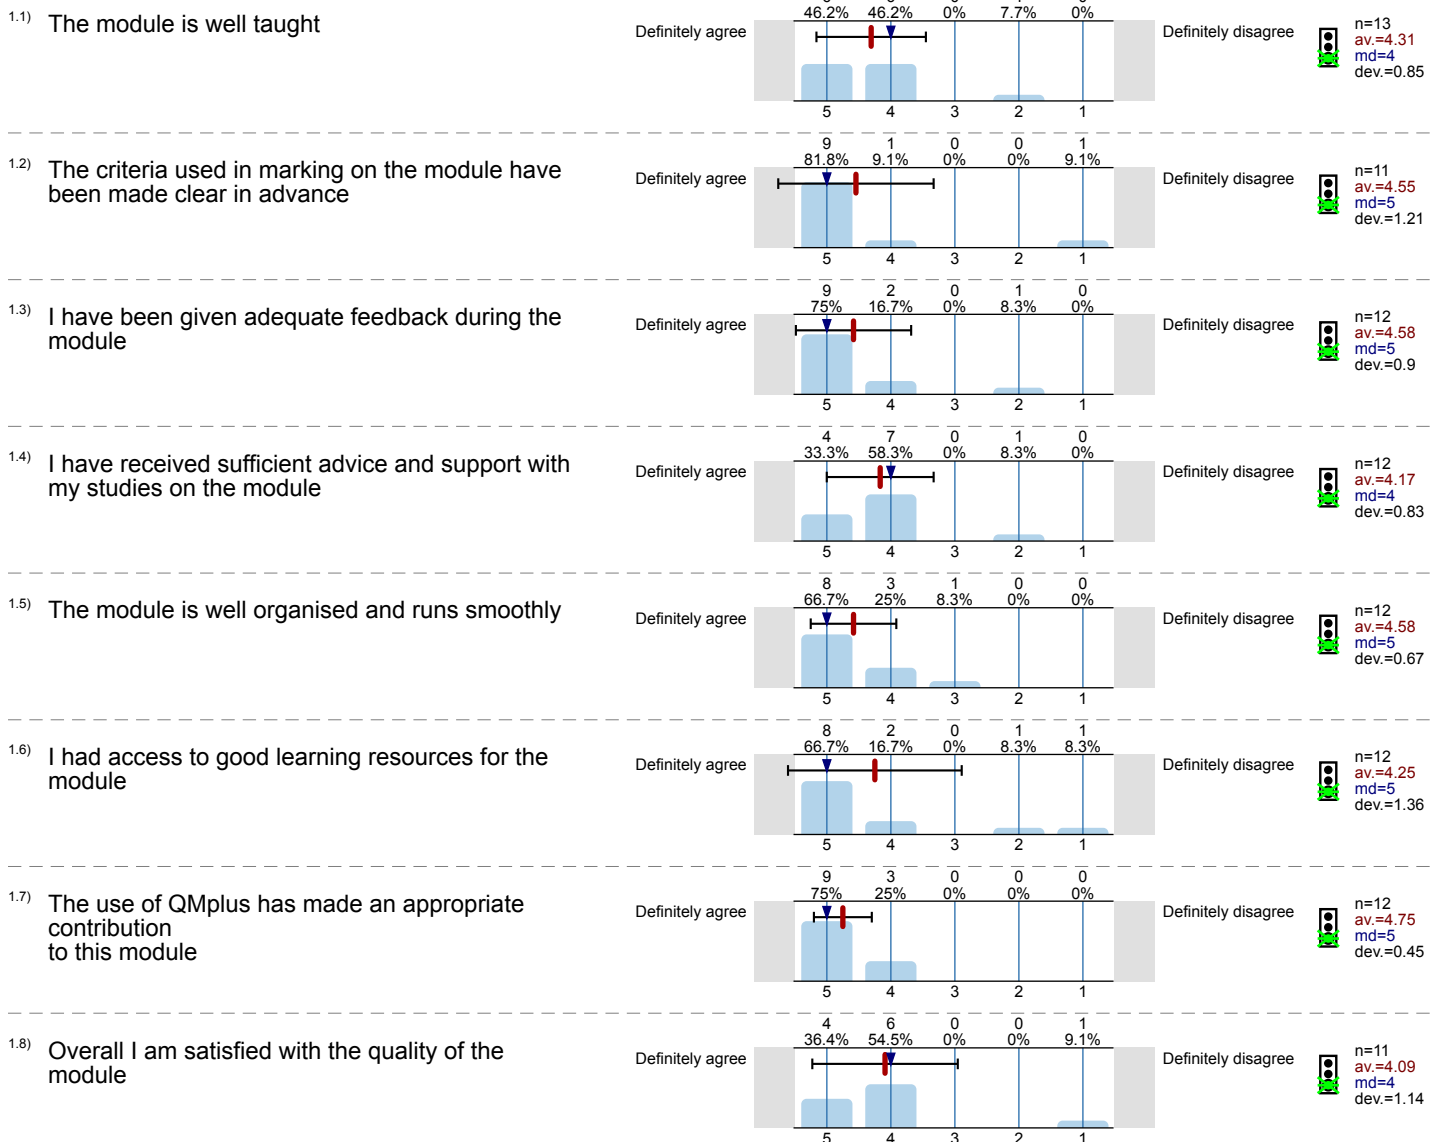 1.1) The module is well taught
Definitely agree
46.2% 46.2% 0% 7.7% 0%
5 4 3 2 1
Definitely disagree
n=13
av.=4.31
md=4
dev.=0.85
1.2) The criteria used in marking on the module have
been made clear in advance
Definitely agree
9 1 0 0 1
81.8% 9.1% 0% 0% 9.1%
5 4 3 2 1
Definitely disagree
n=11
av.=4.55
md=5
dev.=1.21
1.3) I have been given adequate feedback during the
module
Definitely agree
9 2 0 1 0
75% 16.7% 0% 8.3% 0%
5 4 3 2 1
Definitely disagree
n=12
av.=4.58
md=5
dev.=0.9
1.4) I have received sufficient advice and support with
my studies on the module
Definitely agree
4 7 0 1 0
33.3% 58.3% 0% 8.3% 0%
5 4 3 2 1
Definitely disagree
n=12
av.=4.17
md=4
dev.=0.83
1.5) The module is well organised and runs smoothly
Definitely agree
8 3 1 0 0
66.7% 25% 8.3% 0% 0%
5 4 3 2 1
Definitely disagree
n=12
av.=4.58
md=5
dev.=0.67
1.6) I had access to good learning resources for the
module
Definitely agree
8 2 0 1 1
66.7% 16.7% 0% 8.3% 8.3%
5 4 3 2 1
Definitely disagree
n=12
av.=4.25
md=5
dev.=1.36
1.7) The use of QMplus has made an appropriate
contribution
to this module
Definitely agree
9 3 0 0 0
75% 25% 0% 0% 0%
5 4 3 2 1
Definitely disagree
n=12
av.=4.75
md=5
dev.=0.45
1.8) Overall I am satisfied with the quality of the
module
Definitely agree
4 6 0 0 1
36.4% 54.5% 0% 0% 9.1%
5 4 3 2 1
Definitely disagree
n=11
av.=4.09
md=4
dev.=1.14